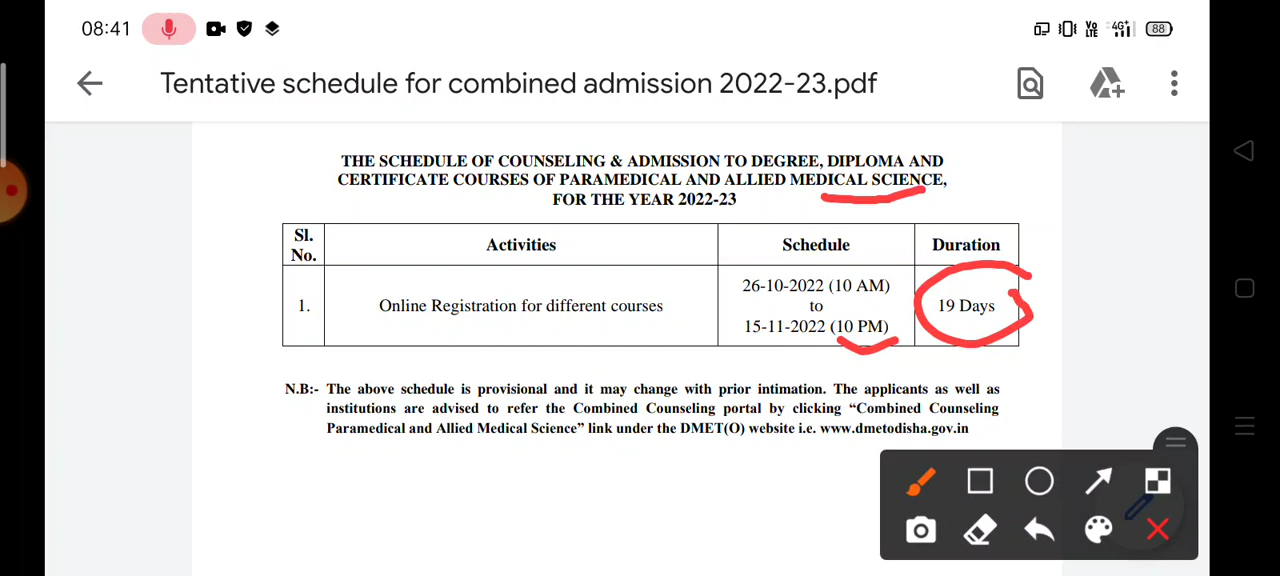 08:41
Vo
LTE
4G+
88
Tentative schedule for combined admission 2022-23.pdf
THE SCHEDULE OF COUNSELING & ADMISSION TO DEGREE, DIPLOMA AND
CERTIFICATE COURSES OF PARAMEDICAL AND ALLIED MEDICAL SCIENCE,
FOR THE YEAR 2022-23
Sl. No. Activities Schedule Duration
1. Online Registration for different courses 26-10-2022 (10 AM) to 15-11-2022 (10 PM) 19 Days
N.B:- The above schedule is provisional and it may change with prior intimation. The applicants as well as
institutions are advised to refer the Combined Counseling portal by clicking “Combined Counseling
Paramedical and Allied Medical Science” link under the DMET(O) website i.e. www.dmetodisha.gov.in